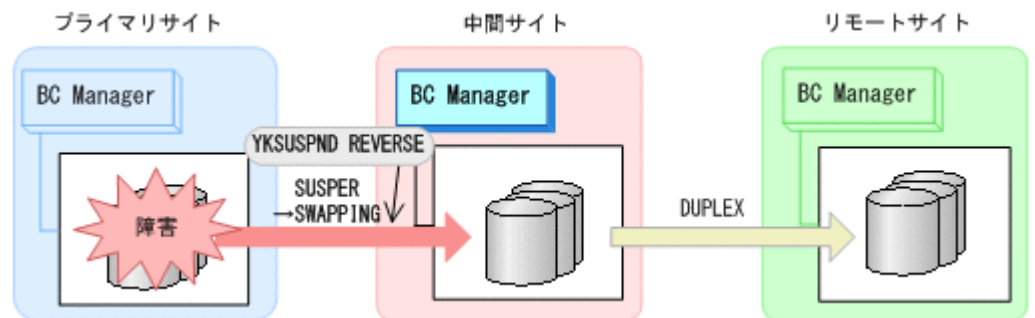 プライマリサイト
中間サイト
リモートサイト
BC Manager
BC Manager
BC Manager
YKSUSPND REVERSE
SUSPER
→SWAPPING
障害
DUPLEX